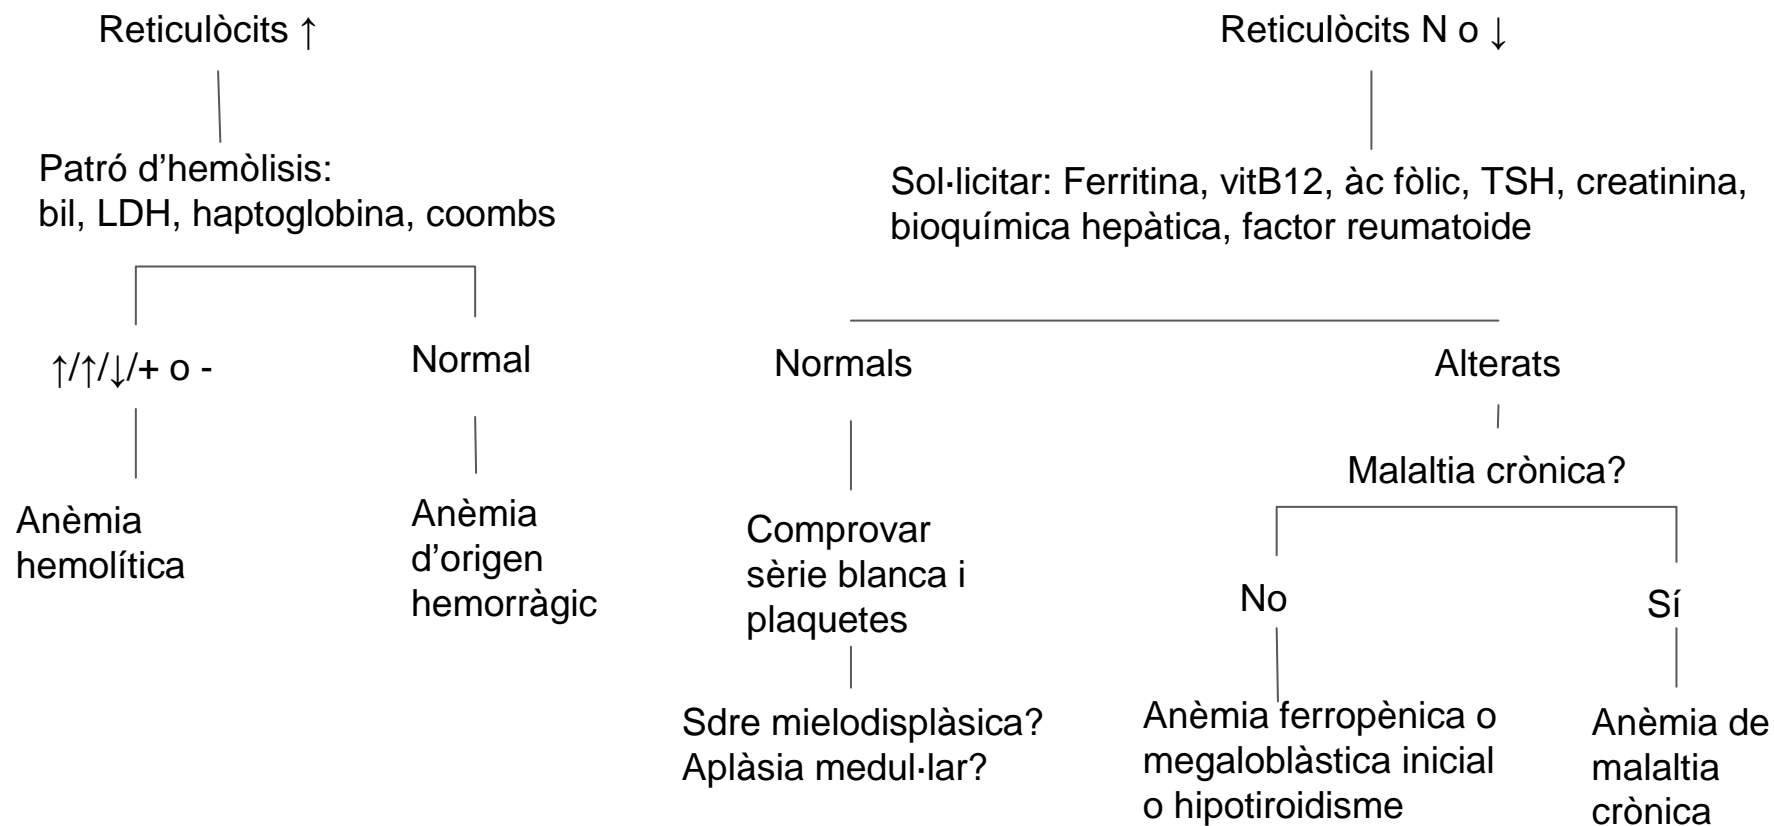 Reticulòcits ↑
Patró d'hemòlisis:
bil, LDH, haptoglobina, coombs
↑/↑/↓/+ o -
Normal
Anèmia
hemolítica
Anèmia
d'origen
hemorràgic
Reticulòcits N o ↓
Sol·licitar: Ferritina, vitB12, àc fòlic, TSH, creatinina,
bioquímica hepàtica, factor reumatoide
Normals
Alterats
Comprovar
sèrie blanca i
plaquetes
Sdre mielodisplàsica?
Aplàsia medul·lar?
Malaltia crònica?
No
Sí
Anèmia ferropènica o
megaloblàstica inicial
o hipotiroidisme
Anèmia de
malaltia
crònica